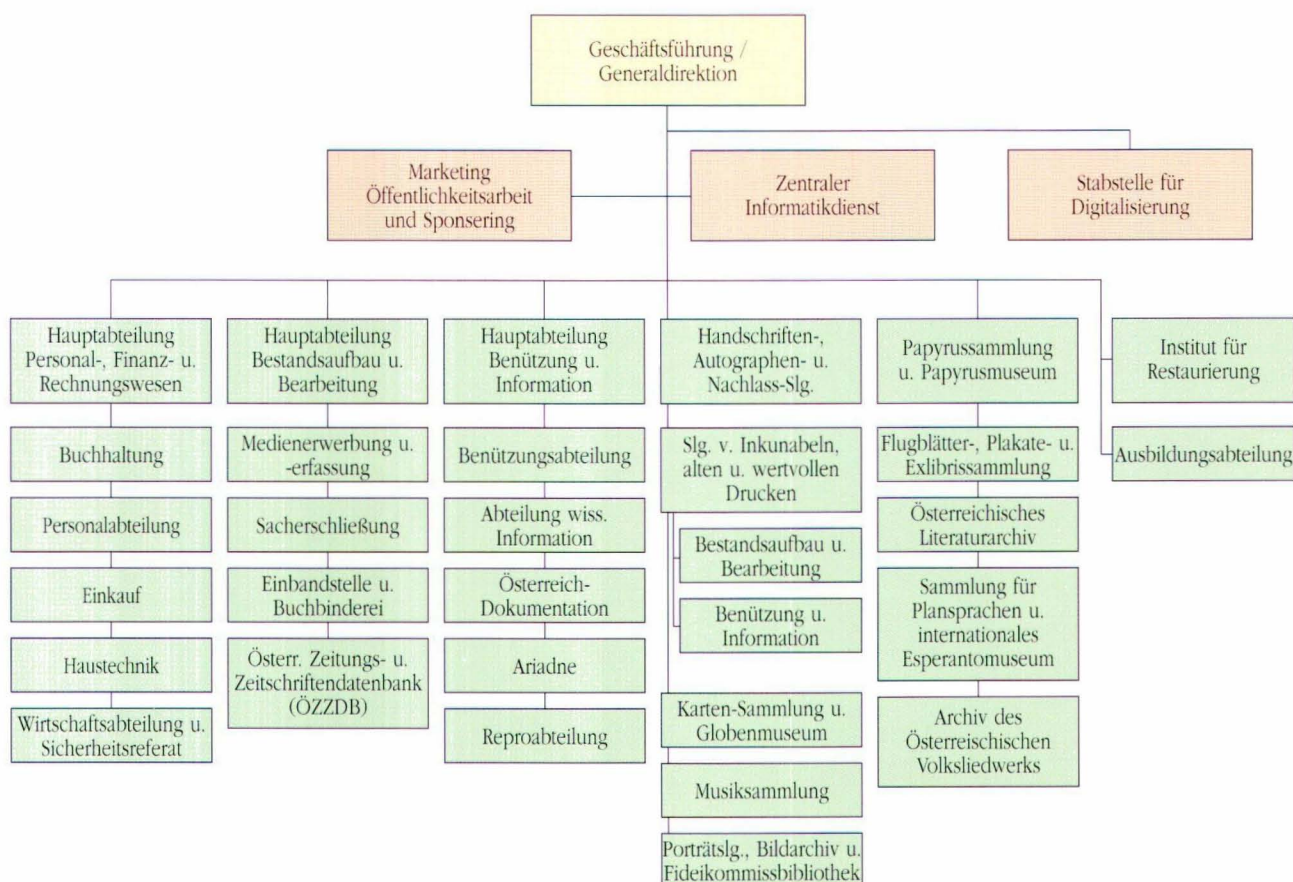 Geschäftsführung /
Generaldirektion
Marketing
Öffentlichkeitsarbeit
und Sponsering
Zentraler
Informatikdienst
Stabstelle für
Digitalisierung
Hauptabteilung
Personal-, Finanz- u.
Rechnungswesen
Buchhaltung
Personalabteilung
Einkauf
Haustechnik
Wirtschaftsabteilung u.
Sicherheitsreferat
Hauptabteilung
Bestandsaufbau u.
Bearbeitung
Medienerwerbung u.
-erfassung
Sacherschließung
Einbandstelle u.
Buchbinderei
Österr. Zeitungs- u.
Zeitschriftendatenbank
(ÖZZDB)
Hauptabteilung
Benützung u.
Information
Benützungsabteilung
Abteilung wiss.
Information
Österreich-
Dokumentation
Ariadne
Reproabteilung
Handschriften-,
Autographen- u.
Nachlass-Slg.
Slg. v. Inkunabeln,
alten u. wertvollen
Drucken
Bestandsaufbau u.
Bearbeitung
Benützung u.
Information
Karten-Sammlung u.
Globenmuseum
Musiksammlung
Porträtslg., Bildarchiv u.
Fideikommissbibliothek
Papyrussammlung
u. Papyrusmuseum
Flugblätter-, Plakate- u.
Exlibrissammlung
Österreichisches
Literaturarchiv
Sammlung für
Plansprachen u.
internationales
Esperantomuseum
Archiv des
Österreischischen
Volksliedwerks
Institut für
Restaurierung
Ausbildungsabteilung